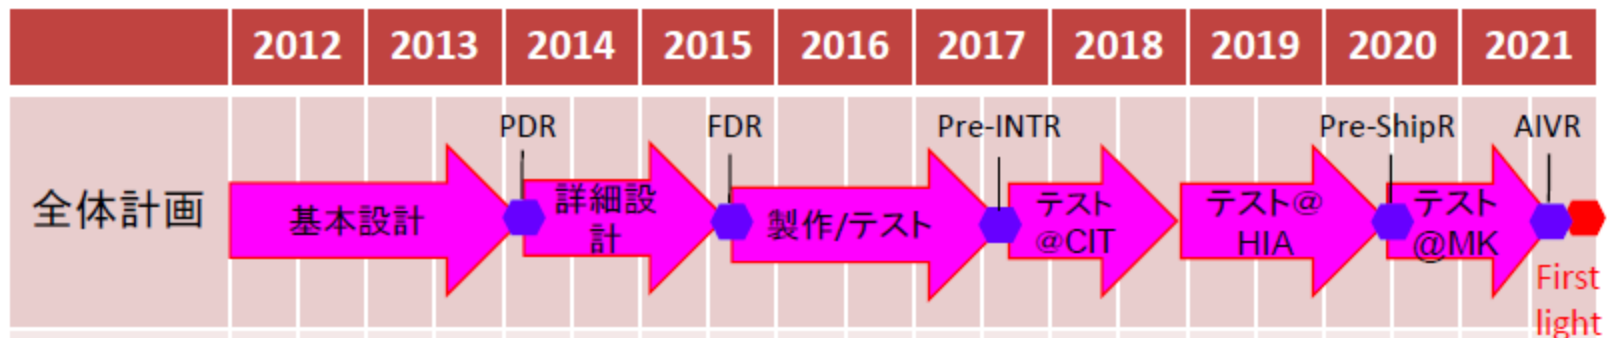 2012 2013 2014 2015 2016 2017 2018 2019 2020 2021
PDR FDR Pre-INTR Pre-ShipR AIVR
全体計画
基本設計
詳細設
計
製作/テスト
テスト
@CIT
テスト@
HIA
テスト
@MK
First
light